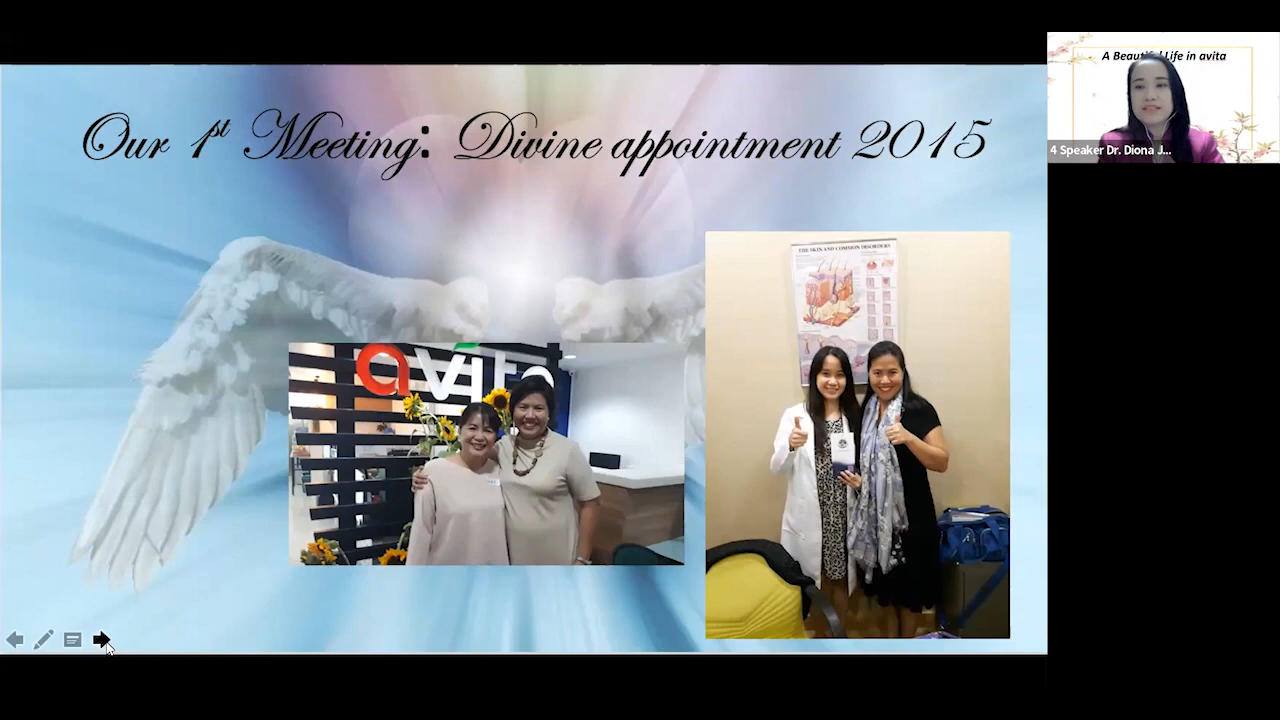 Our 1st Meeting: Divine appointment 2015
A Beautiful Life in avita
4 Speaker Dr. Diona J...
THE SKIN AND COMMON DISORDERS
avita